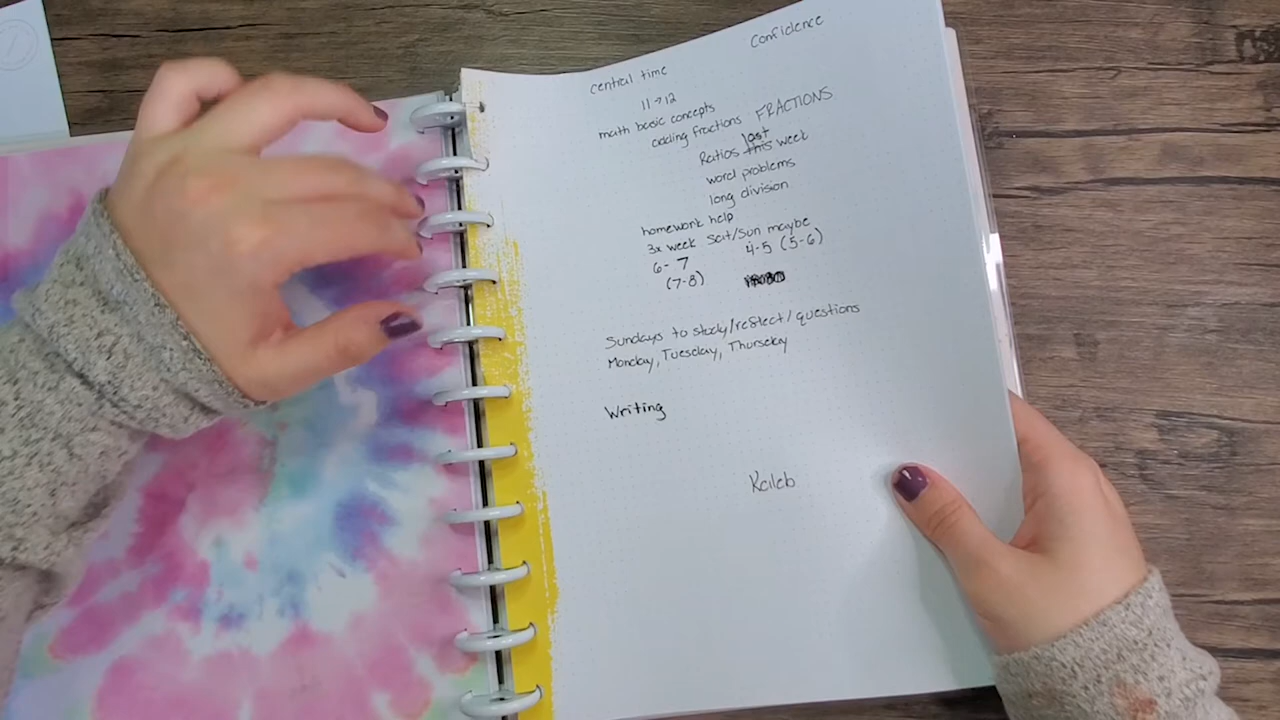 Confidence
central time
11→12
math basic concepts
adding fractions FRACTIONS
last
Ratios this week
word problems
long division
homework help
3x week Sat/Sun maybe
6-7 4-5 (5-6)
(7-8)
Sundays to study/reflect/questions
Monday, Tuesday, Thursday
Writing
Kaleb